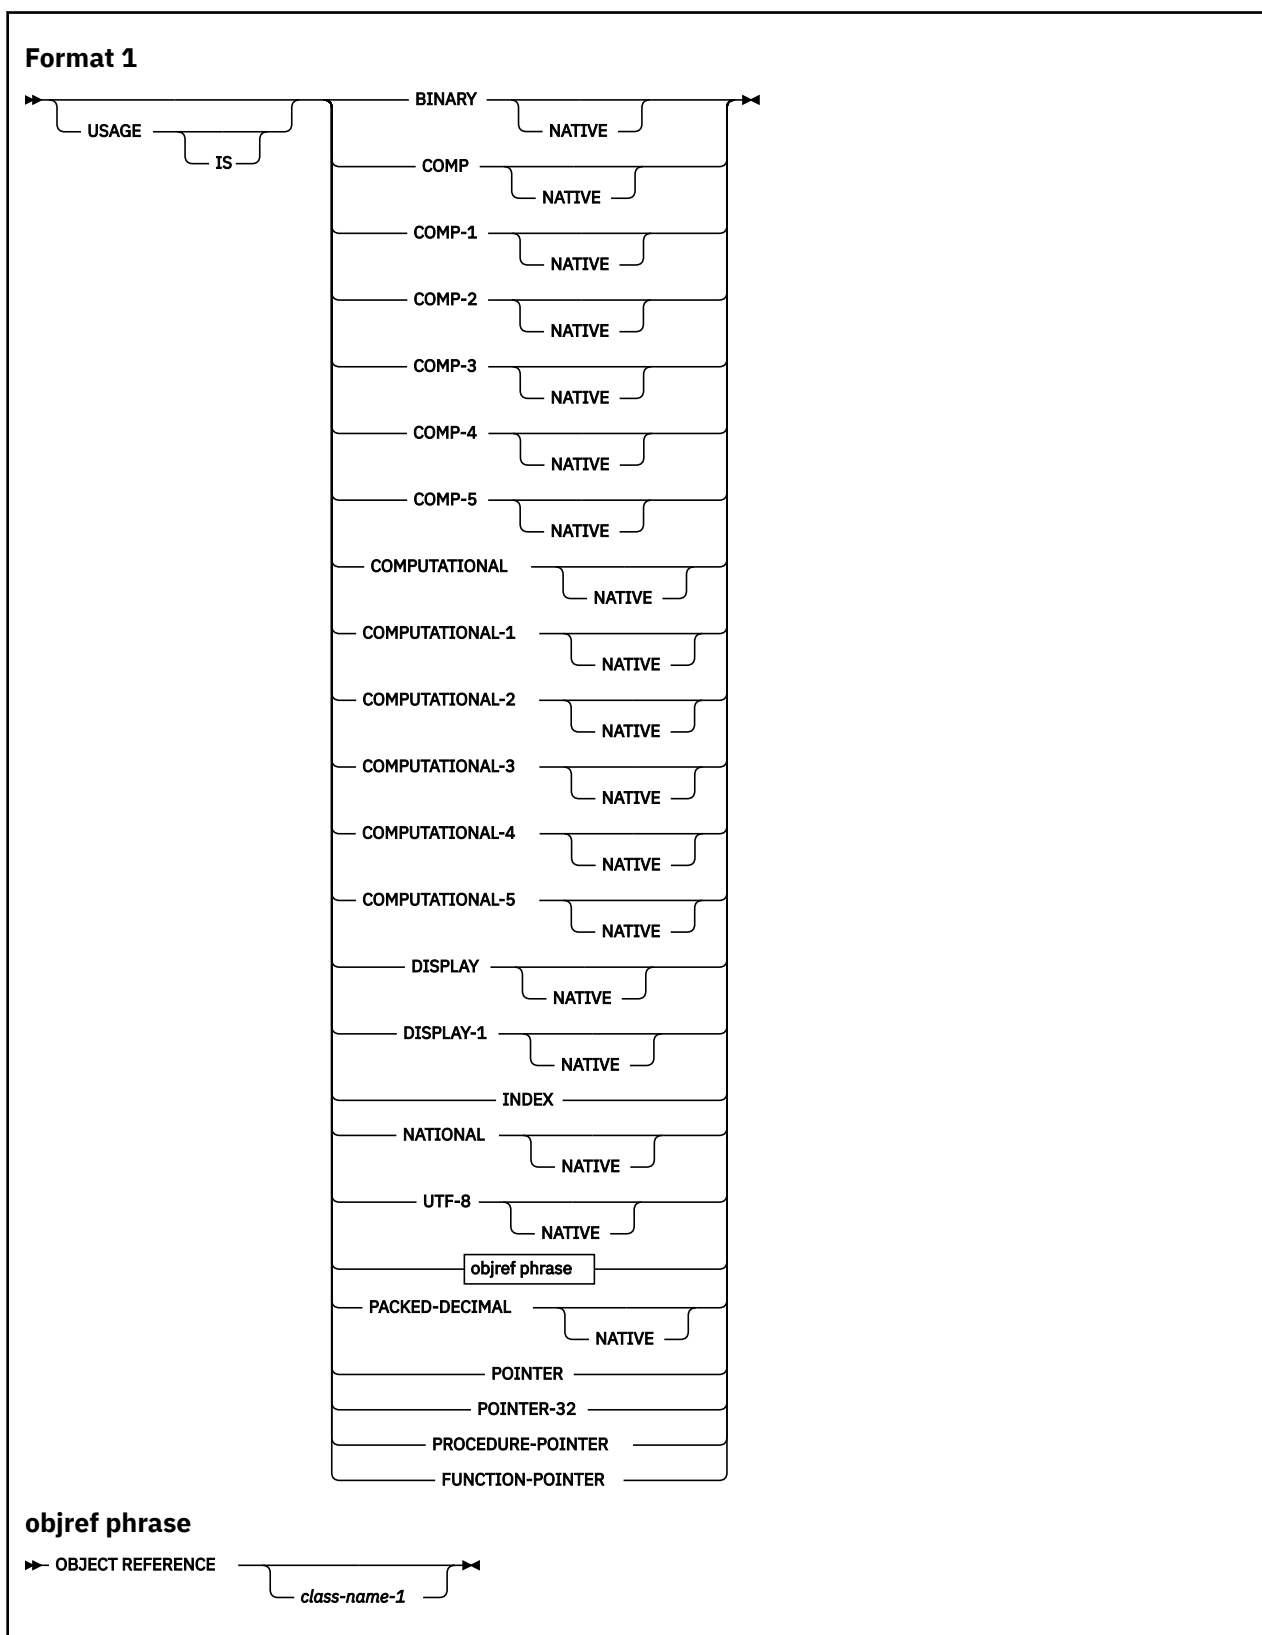 Format 1
BINARY
USAGE NATIVE
IS COMP
NATIVE
COMP-1
NATIVE
COMP-2
NATIVE
COMP-3
NATIVE
COMP-4
NATIVE
COMP-5
NATIVE
COMPUTATIONAL
NATIVE
COMPUTATIONAL-1
NATIVE
COMPUTATIONAL-2
NATIVE
COMPUTATIONAL-3
NATIVE
COMPUTATIONAL-4
NATIVE
COMPUTATIONAL-5
NATIVE
DISPLAY
NATIVE
DISPLAY-1
NATIVE
INDEX
NATIONAL
NATIVE
UTF-8
NATIVE
objref phrase
PACKED-DECIMAL
NATIVE
POINTER
POINTER-32
PROCEDURE-POINTER
FUNCTION-POINTER
objref phrase
OBJECT REFERENCE
class-name-1